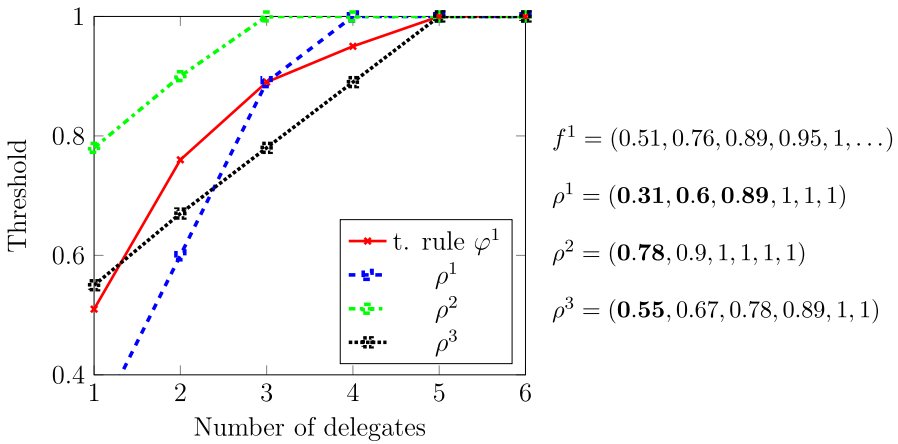 1
0.8
0.6
0.4
Threshold
1 2 3 4 5 6
Number of delegates
t. rule φ¹
ρ¹
ρ²
ρ³
f¹ = (0.51, 0.76, 0.89, 0.95, 1, . . . )
ρ¹ = (0.31, 0.6, 0.89, 1, 1, 1)
ρ² = (0.78, 0.9, 1, 1, 1, 1)
ρ³ = (0.55, 0.67, 0.78, 0.89, 1, 1)